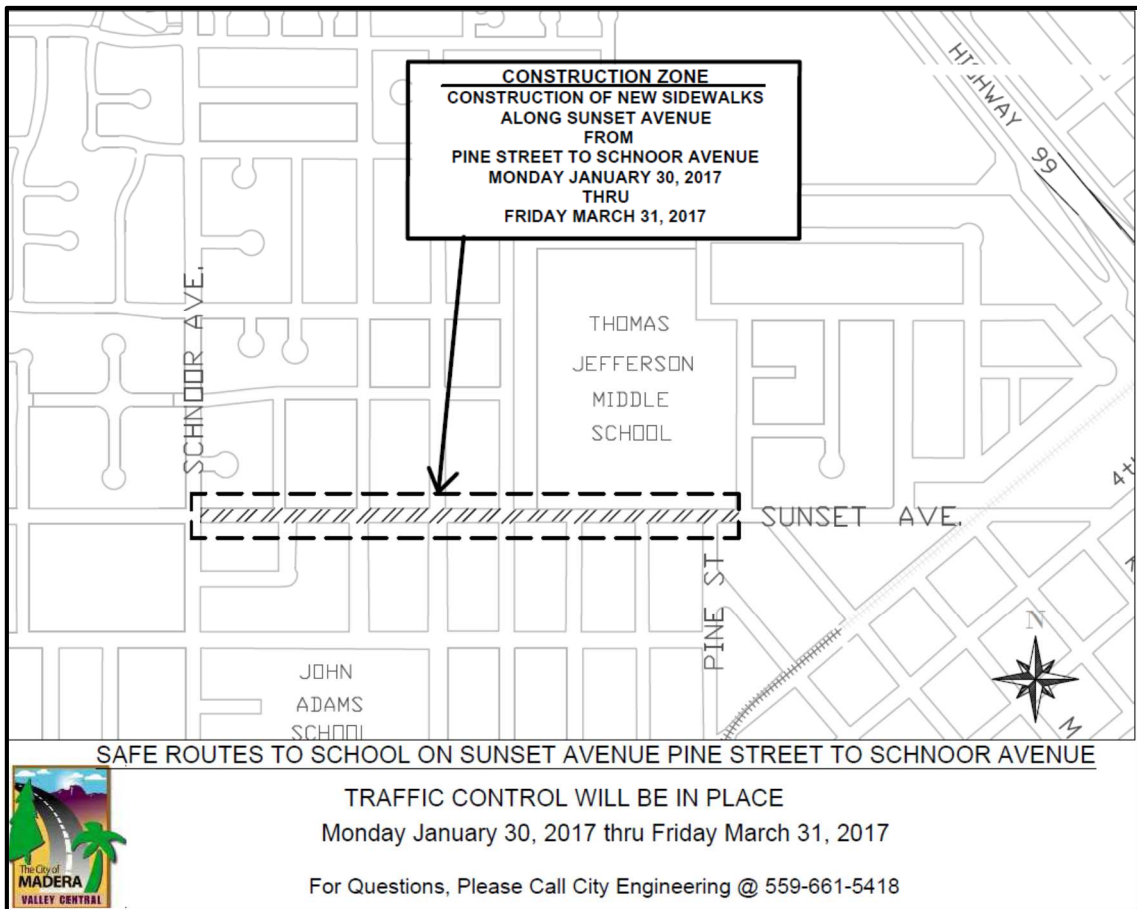 CONSTRUCTION ZONE
CONSTRUCTION OF NEW SIDEWALKS
ALONG SUNSET AVENUE
FROM
PINE STREET TO SCHNOOR AVENUE
MONDAY JANUARY 30, 2017
THRU
FRIDAY MARCH 31, 2017
HIGHWAY 99
SCHNOOR AVE.
THOMAS
JEFFERSON
MIDDLE
SCHOOL
SUNSET AVE.
PINE ST
N
M
JOHN
ADAMS
SCHOOL
SAFE ROUTES TO SCHOOL ON SUNSET AVENUE PINE STREET TO SCHNOOR AVENUE
TRAFFIC CONTROL WILL BE IN PLACE
Monday January 30, 2017 thru Friday March 31, 2017
For Questions, Please Call City Engineering @ 559-661-5418
The City of
MADERA
VALLEY CENTRAL